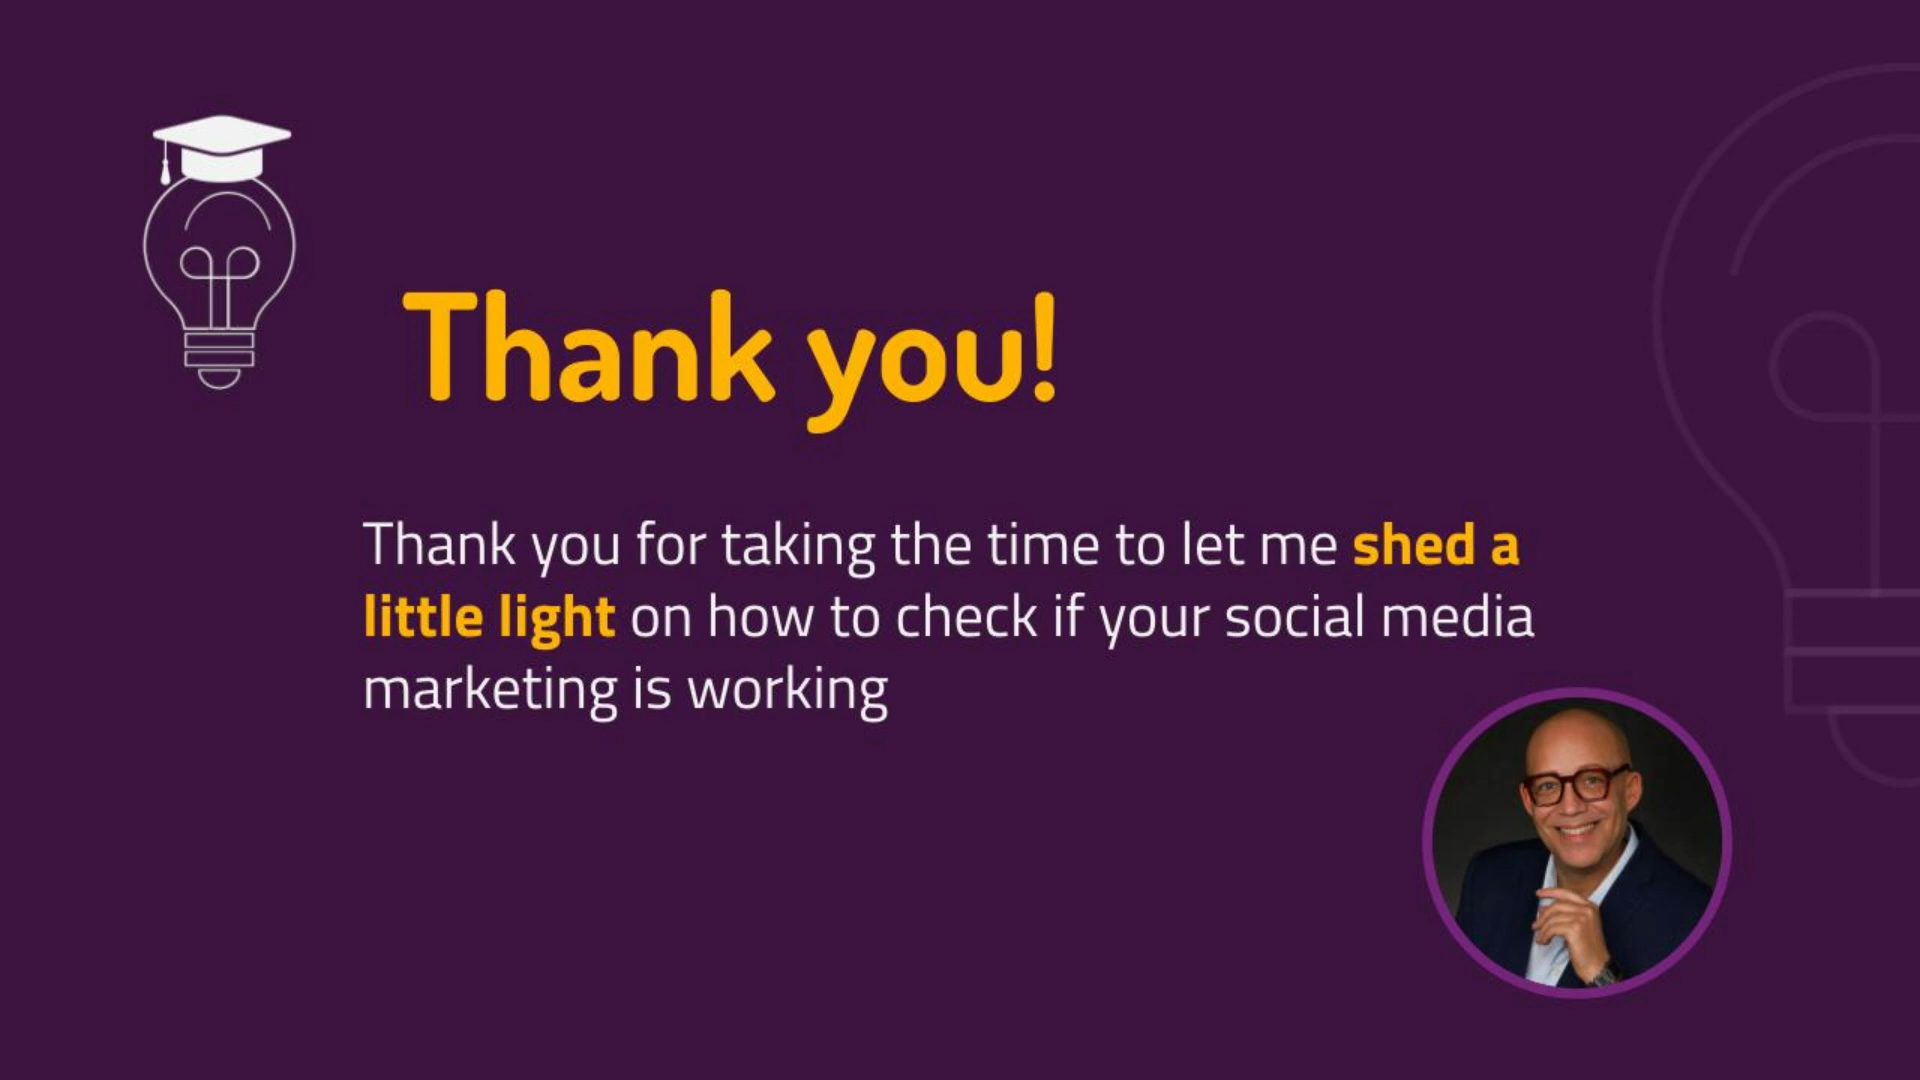 Thank you!
Thank you for taking the time to let me shed a
little light on how to check if your social media
marketing is working